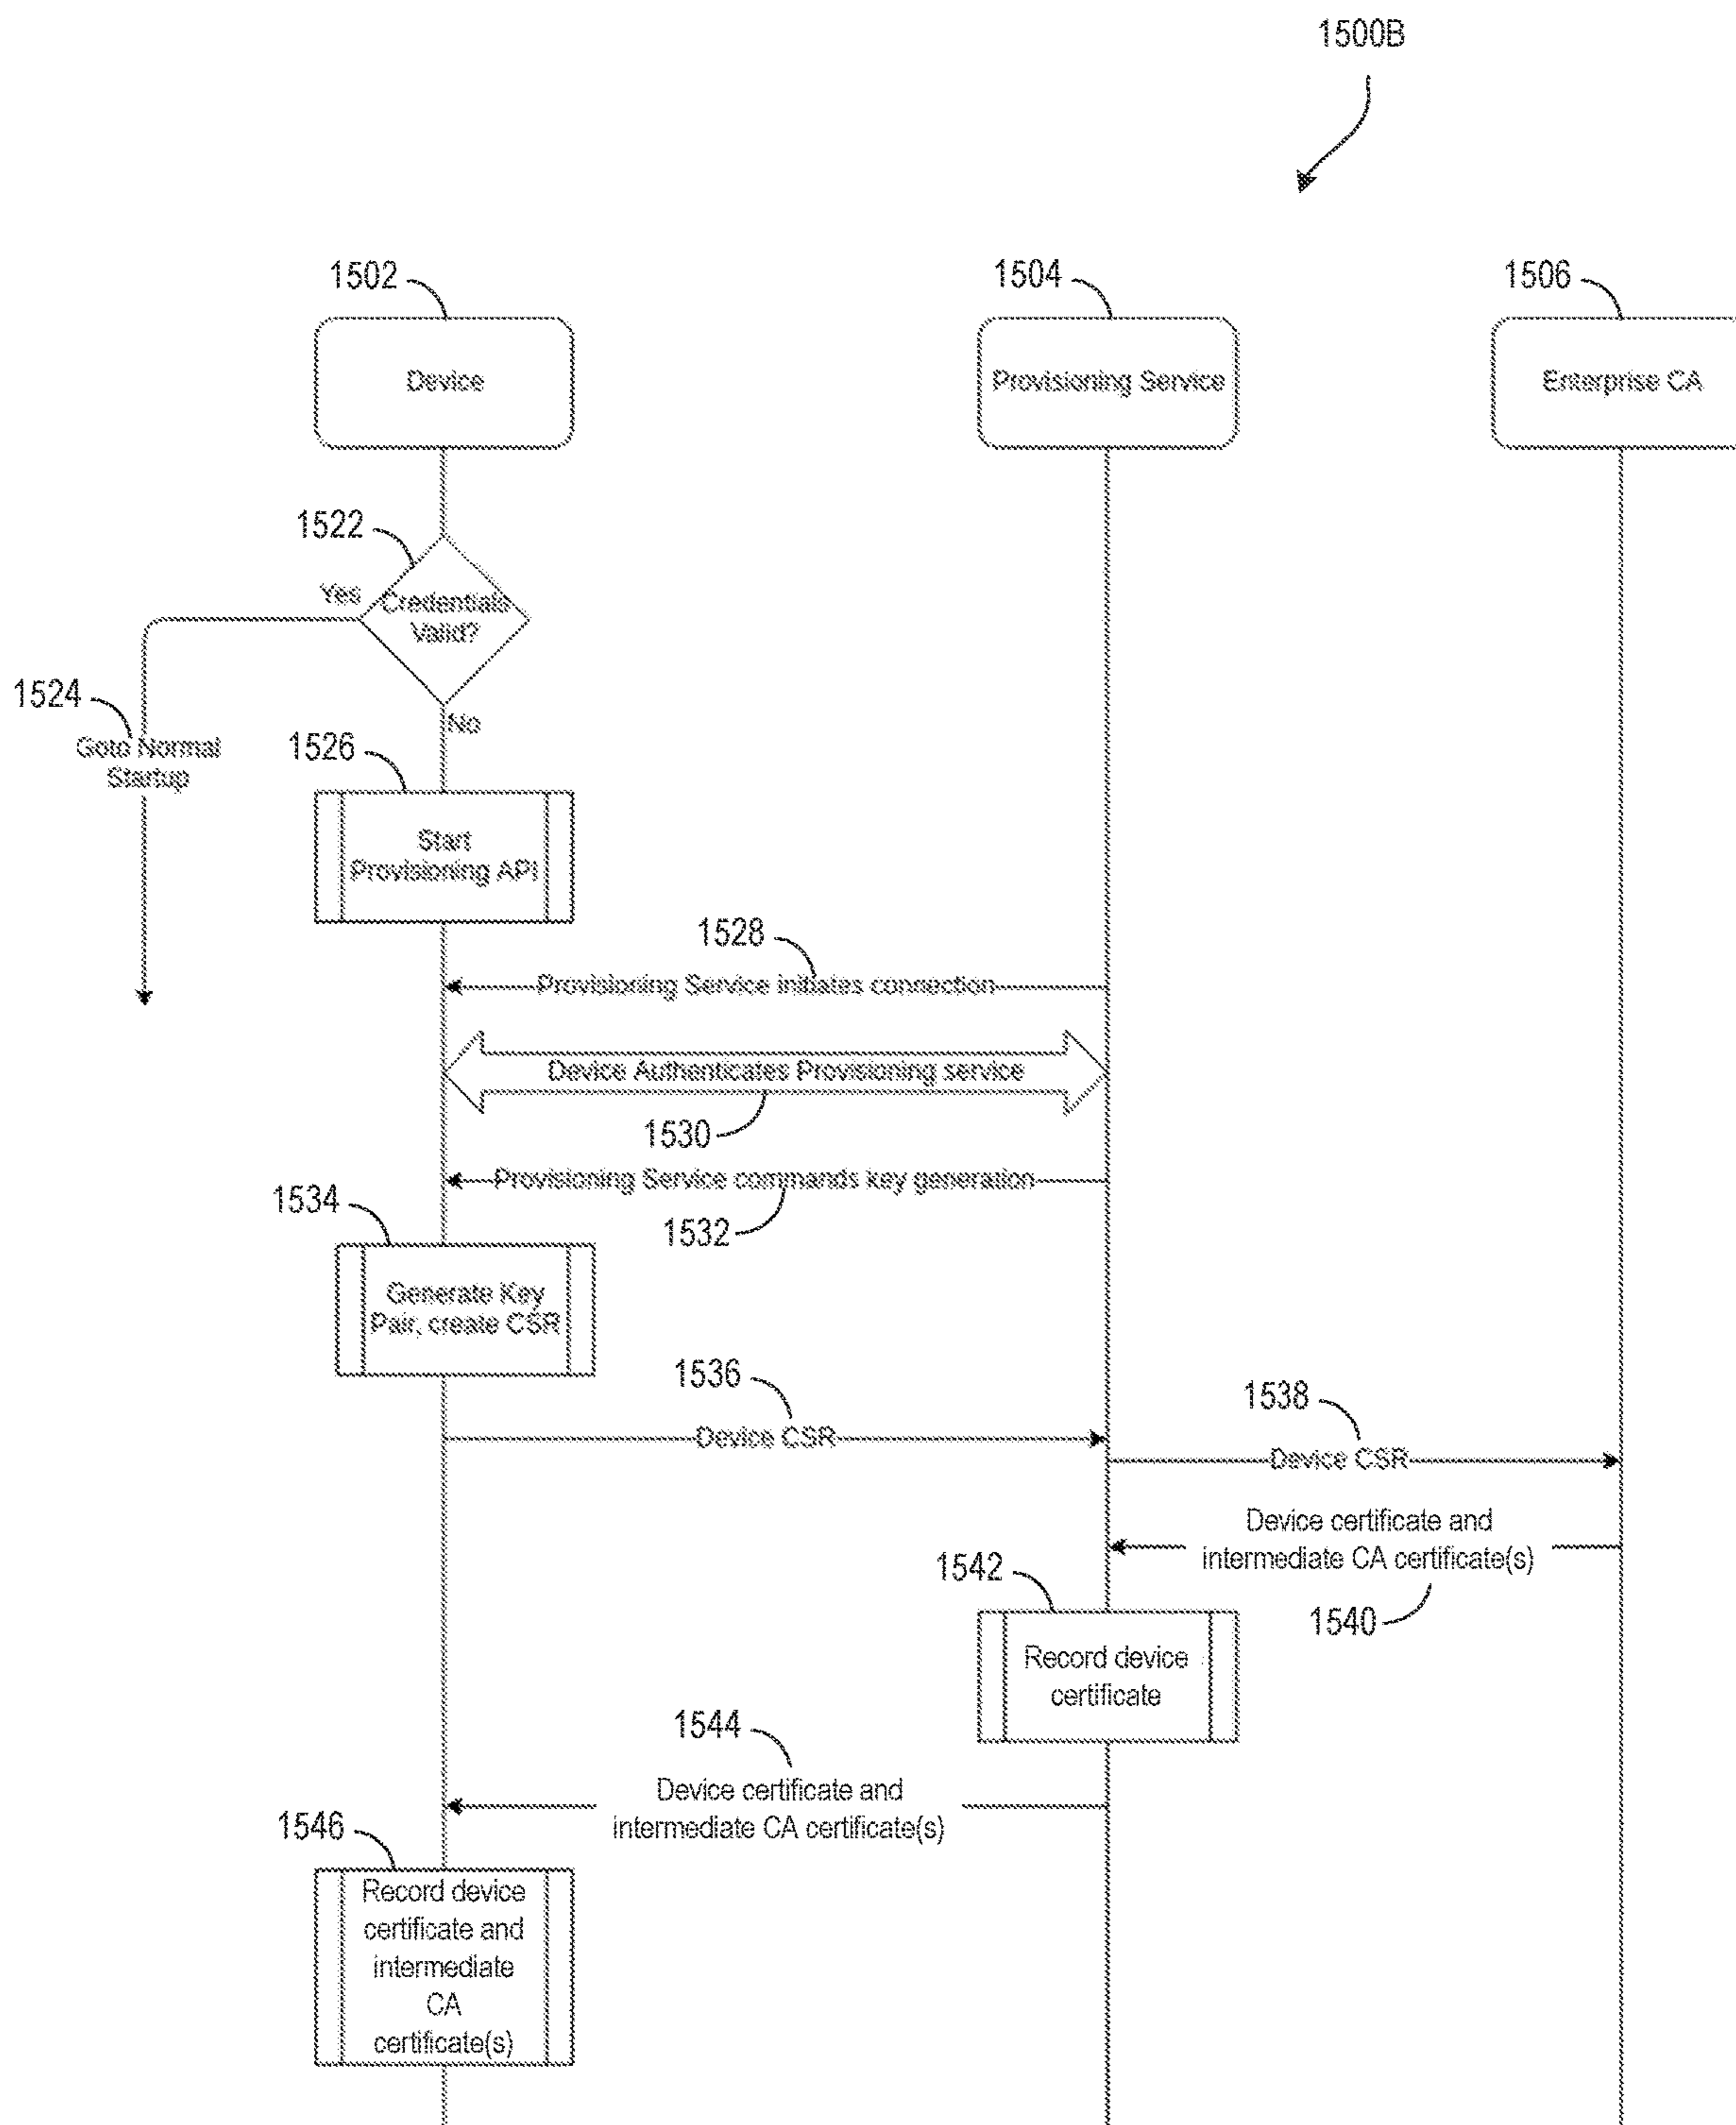 1500B
1502
1504
1506
Device
Provisioning Service
Enterprise CA
1522
Yes
Credentials
Valid?
1524
No
Goto Normal
Startup
1526
Start
Provisioning API
1528
Provisioning Service initiates connection
Device Authenticates Provisioning service
1530
Provisioning Service commands key generation
1532
1534
Generate Key
Pair, create CSR
1536
Device CSR
1538
Device CSR
Device certificate and
intermediate CA certificate(s)
1540
1542
Record device
certificate
1544
Device certificate and
intermediate CA certificate(s)
1546
Record device
certificate and
intermediate
CA
certificate(s)